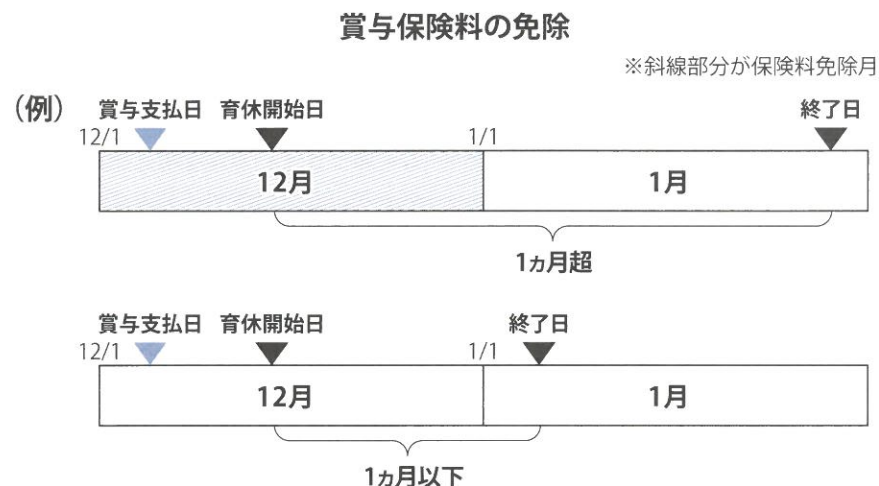 賞与保険料の免除
※斜線部分が保険料免除月
（例）
賞与支払日 育休開始日 終了日
12/1 1/1
12月 1月
1ヵ月超
賞与支払日 育休開始日 終了日
12/1 1/1
12月 1月
1ヵ月以下